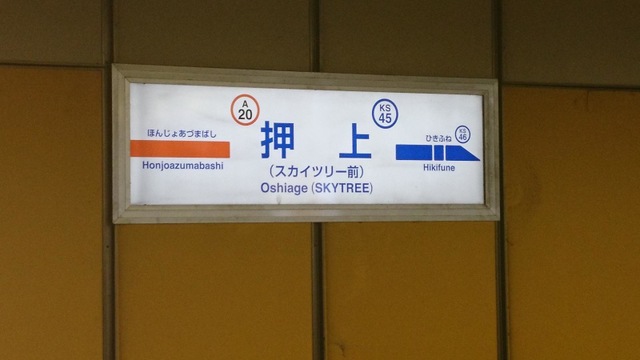 A
20
KS
45
押 上
(スカイツリー前)
Oshiage (SKYTREE)
ほんじょあづまばし
Honjoazumabashi
ひきふね
KS
46
Hikifune